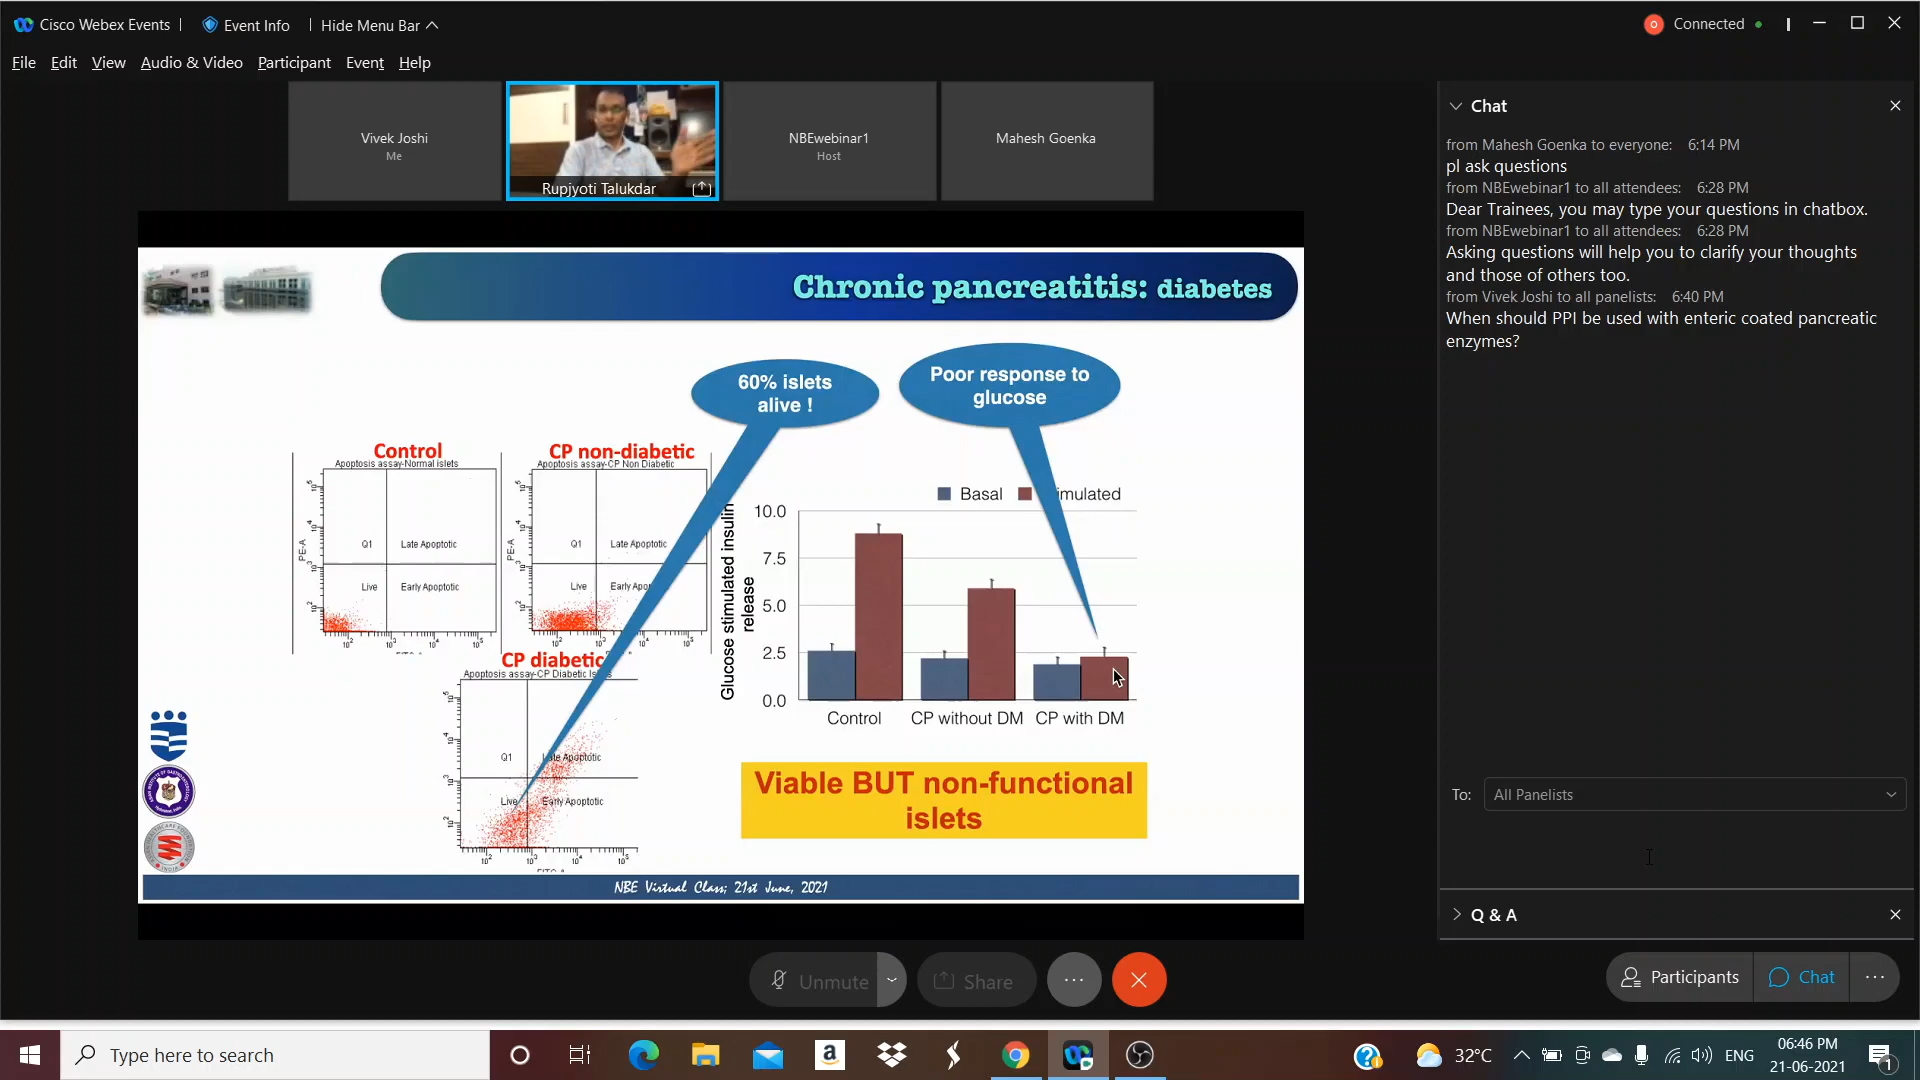 Cisco Webex Events
Event Info
Hide Menu Bar
Connected
File Edit View Audio & Video Participant Event Help
Vivek Joshi
Me
Rupjyoti Talukdar
NBEwebinar1
Host
Mahesh Goenka
Chronic pancreatitis: diabetes
60% islets
alive !
Poor response to
glucose
Control
Apoptosis assay-Normal islets
PE-A
Q1
Late Apoptotic
Live
Early Apoptotic
CP non-diabetic
Apoptosis assay-CP Non Diabetic
PE-A
Q1
Late Apoptotic
Live
CP diabetic
Apoptosis assay-CP Diabetic
Q1
Late Apoptotic
Live
Early Apoptotic
Basal
Glucose stimulated insulin
release
10.0
7.5
5.0
2.5
0.0
Control
CP without DM
CP with DM
Viable BUT non-functional
islets
NBE Virtual Class; 21st June, 2021
Chat
from Mahesh Goenka to everyone: 6:14 PM
pl ask questions
from NBEwebinar1 to all attendees: 6:28 PM
Dear Trainees, you may type your questions in chatbox.
from NBEwebinar1 to all attendees: 6:28 PM
Asking questions will help you to clarify your thoughts
and those of others too.
from Vivek Joshi to all panelists: 6:40 PM
When should PPI be used with enteric coated pancreatic
enzymes?
To: All Panelists
Q & A
Unmute
Share
Participants
Chat
Type here to search
32°C
ENG
06:46 PM
21-06-2021
1